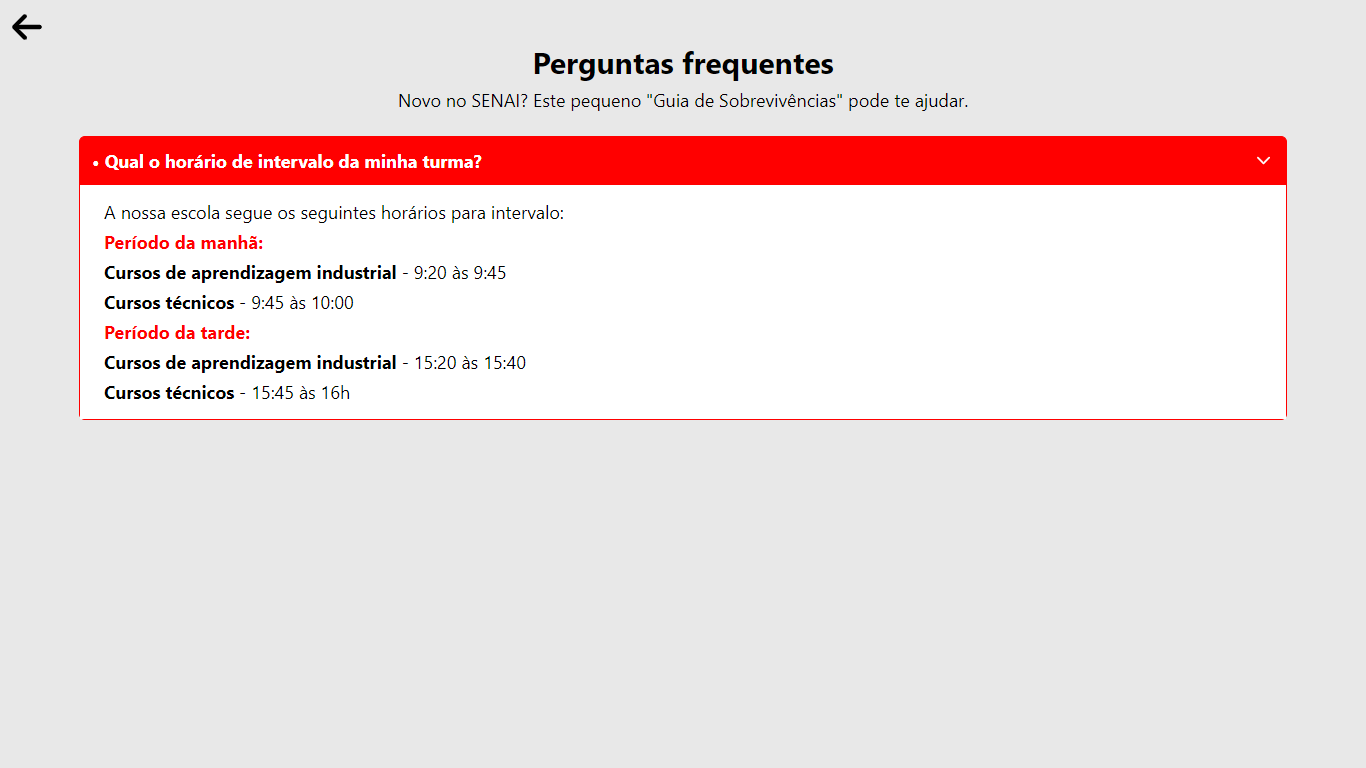 Perguntas frequentes
Novo no SENAI? Este pequeno "Guia de Sobrevivências" pode te ajudar.
• Qual o horário de intervalo da minha turma?
A nossa escola segue os seguintes horários para intervalo:
Período da manhã:
Cursos de aprendizagem industrial - 9:20 às 9:45
Cursos técnicos - 9:45 às 10:00
Período da tarde:
Cursos de aprendizagem industrial - 15:20 às 15:40
Cursos técnicos - 15:45 às 16h